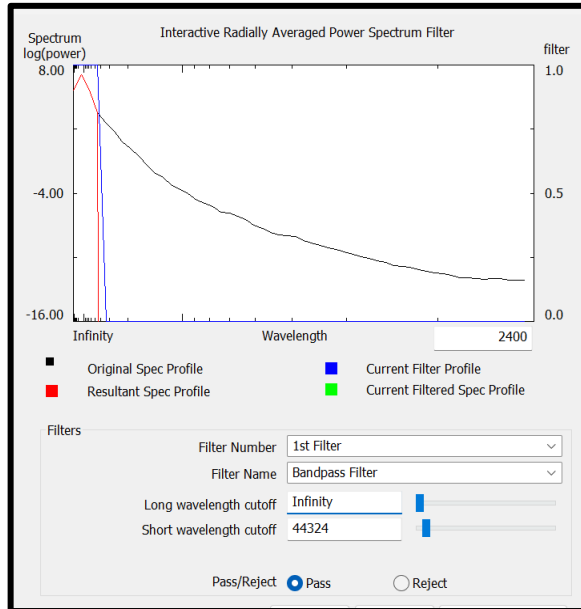 Interactive Radially Averaged Power Spectrum Filter
Spectrum
log(power)
filter
8.00
1.0
-4.00
0.5
-16.00
0.0
Infinity
Wavelength
2400
Original Spec Profile
Current Filter Profile
Resultant Spec Profile
Current Filtered Spec Profile
Filters
Filter Number
1st Filter
Filter Name
Bandpass Filter
Long wavelength cutoff
Infinity
Short wavelength cutoff
44324
Pass/Reject
Pass
Reject